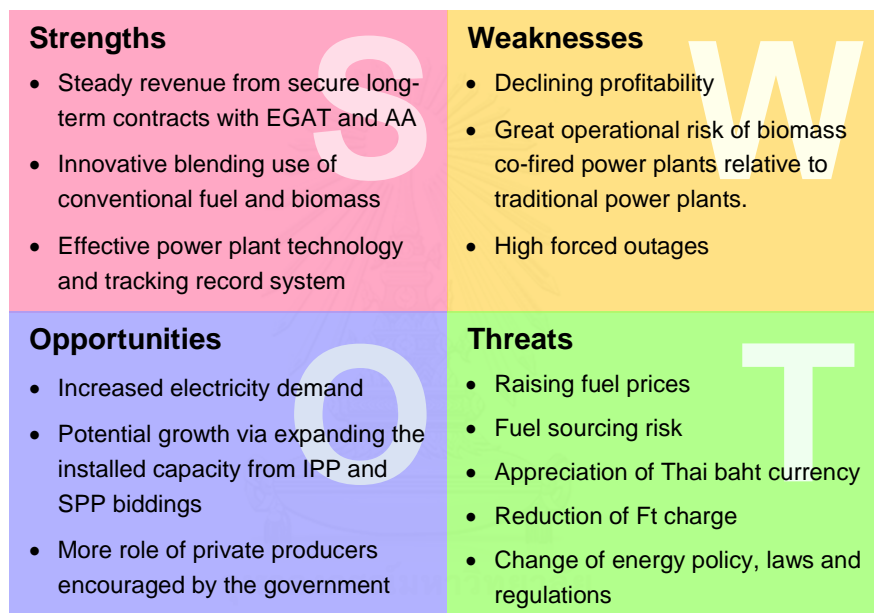 Strengths
S
• Steady revenue from secure long-
term contracts with EGAT and AA
• Innovative blending use of
conventional fuel and biomass
• Effective power plant technology
and tracking record system
Weaknesses
W
• Declining profitability
• Great operational risk of biomass
co-fired power plants relative to
traditional power plants.
• High forced outages
Opportunities
O
• Increased electricity demand
• Potential growth via expanding the
installed capacity from IPP and
SPP biddings
• More role of private producers
encouraged by the government
Threats
T
• Raising fuel prices
• Fuel sourcing risk
• Appreciation of Thai baht currency
• Reduction of Ft charge
• Change of energy policy, laws and
regulations